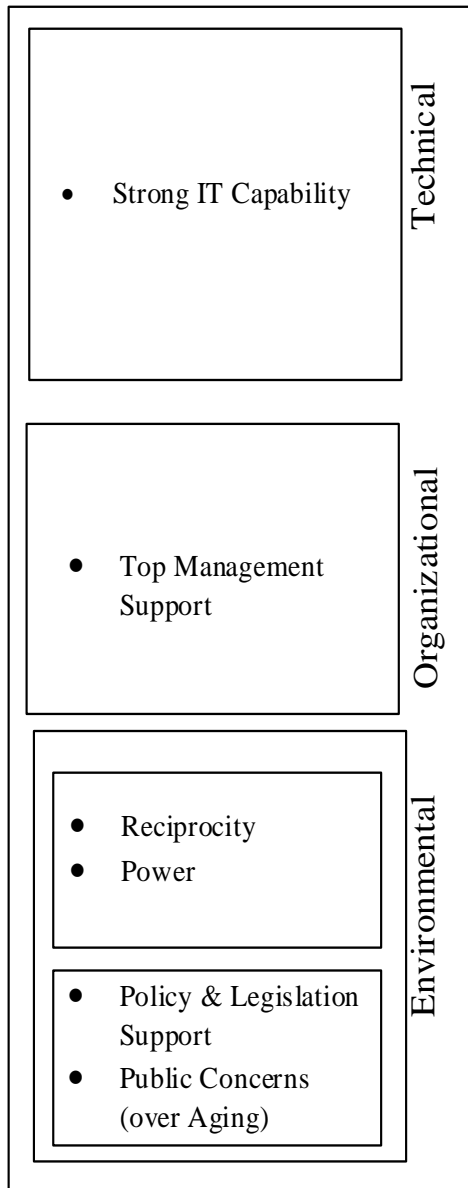 Technical
• Strong IT Capability
Organizational
• Top Management
Support
Environmental
• Reciprocity
• Power
• Policy & Legislation
Support
• Public Concerns
(over Aging)